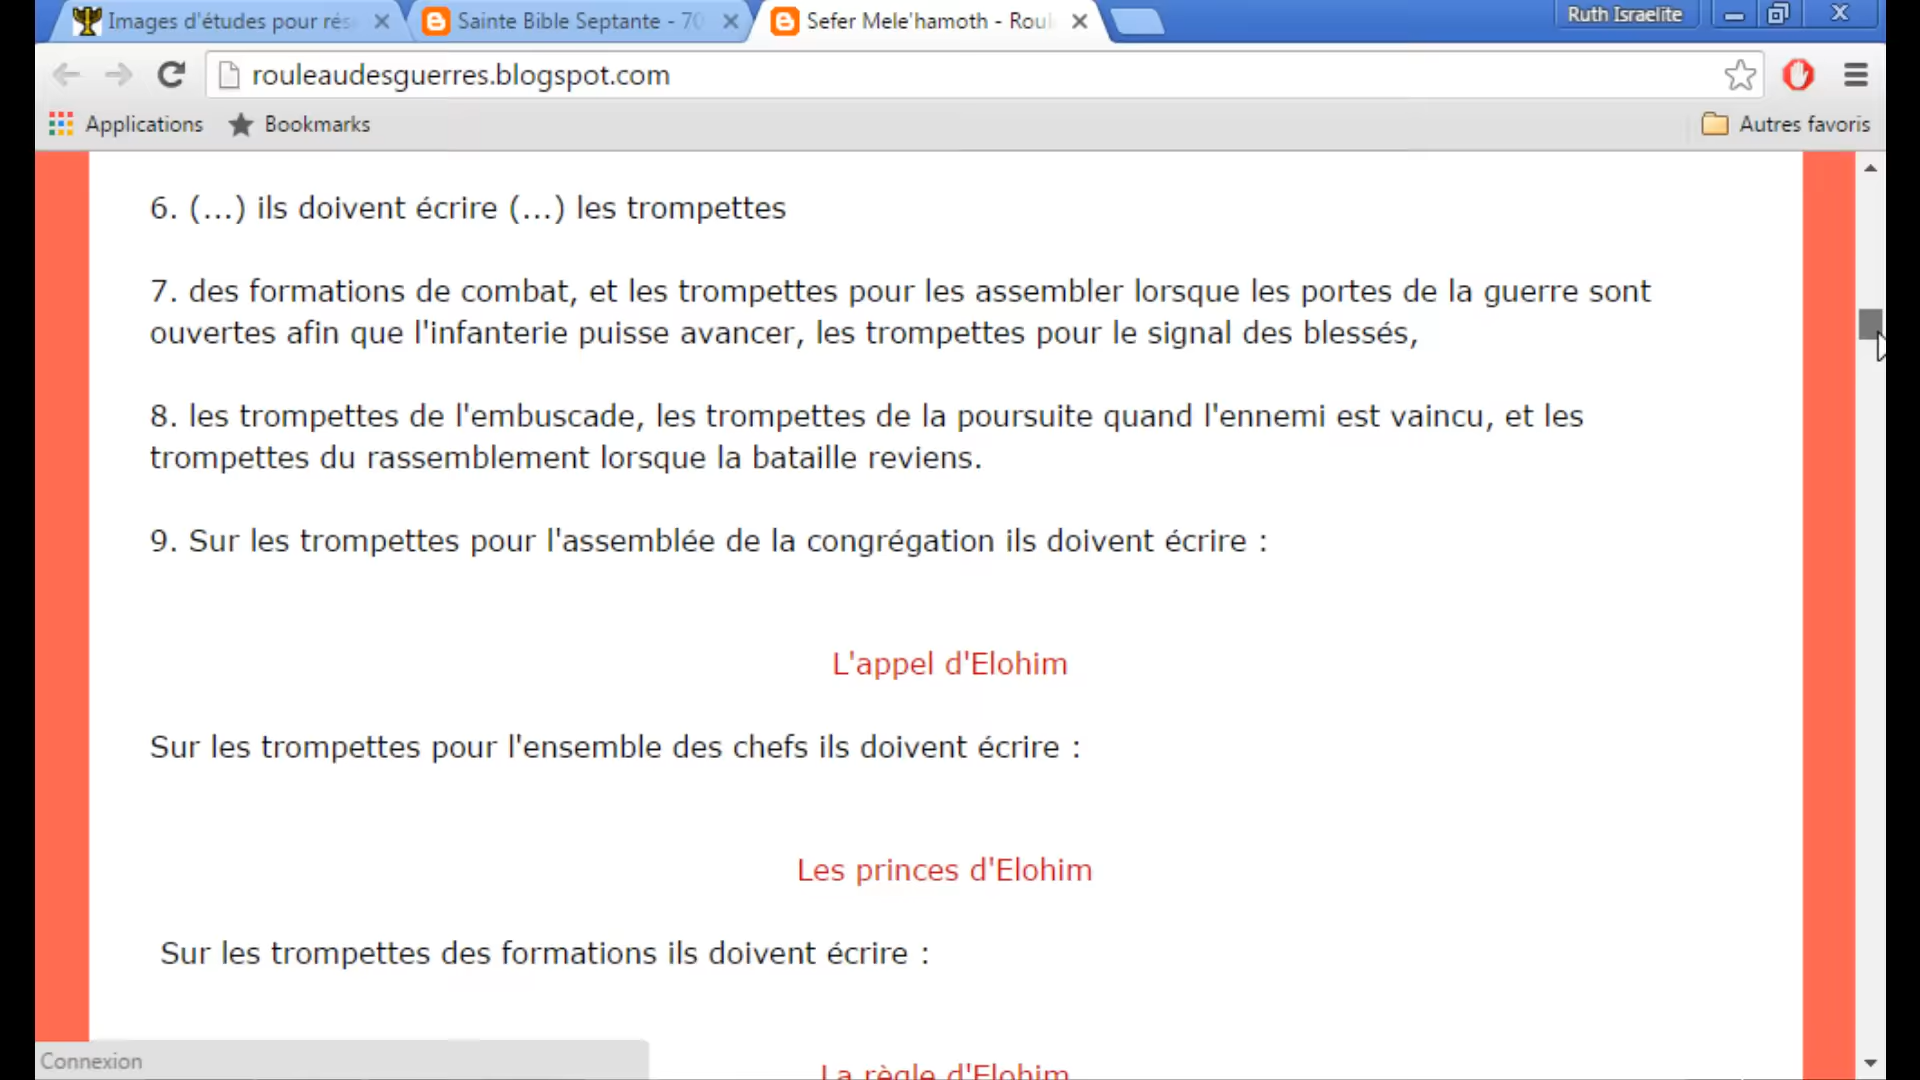 Images d'études pour rés
Sainte Bible Septante - 70
Sefer Mele'hamoth - Roul
Ruth Israelite
rouleaudesguerres.blogspot.com
Applications
Bookmarks
Autres favoris
6. (...) ils doivent écrire (...) les trompettes
7. des formations de combat, et les trompettes pour les assembler lorsque les portes de la guerre sont
ouvertes afin que l'infanterie puisse avancer, les trompettes pour le signal des blessés,
8. les trompettes de l'embuscade, les trompettes de la poursuite quand l'ennemi est vaincu, et les
trompettes du rassemblement lorsque la bataille reviens.
9. Sur les trompettes pour l'assemblée de la congrégation ils doivent écrire :
L'appel d'Elohim
Sur les trompettes pour l'ensemble des chefs ils doivent écrire :
Les princes d'Elohim
Sur les trompettes des formations ils doivent écrire :
La règle d'Elohim
Connexion